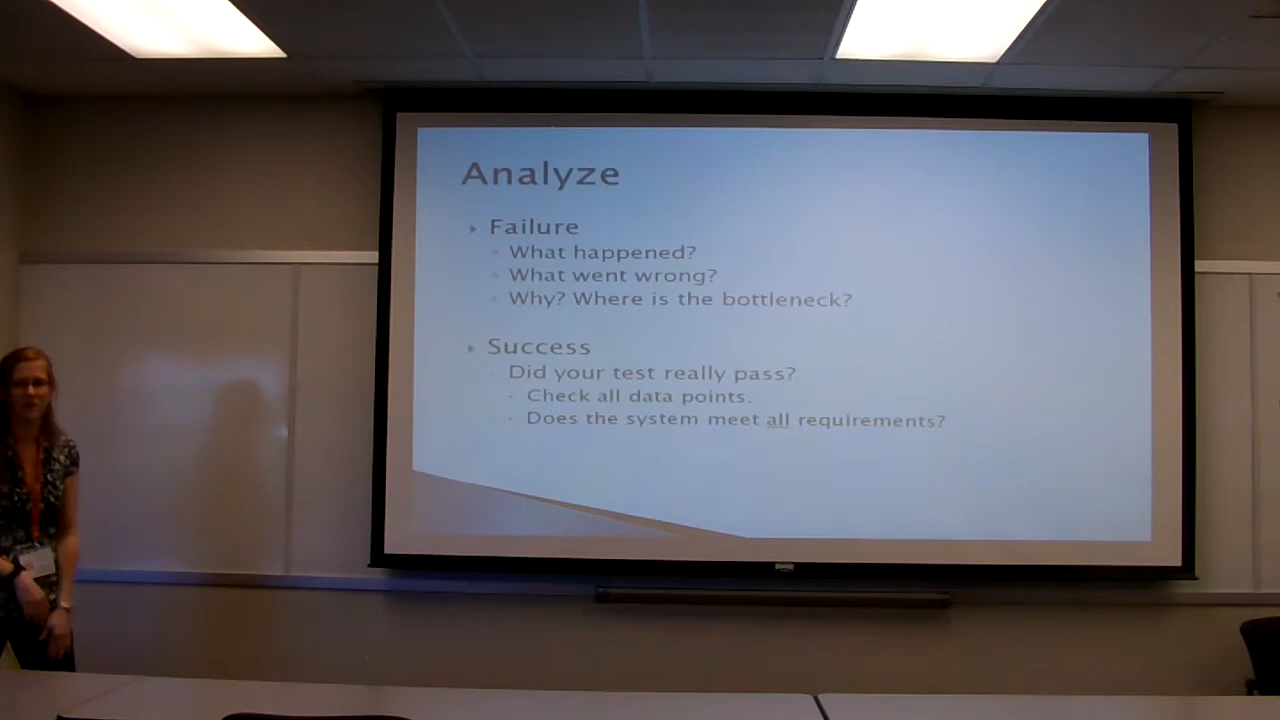 Analyze
Failure
What happened?
What went wrong?
Why? Where is the bottleneck?
Success
Did your test really pass?
Check all data points.
Does the system meet all requirements?